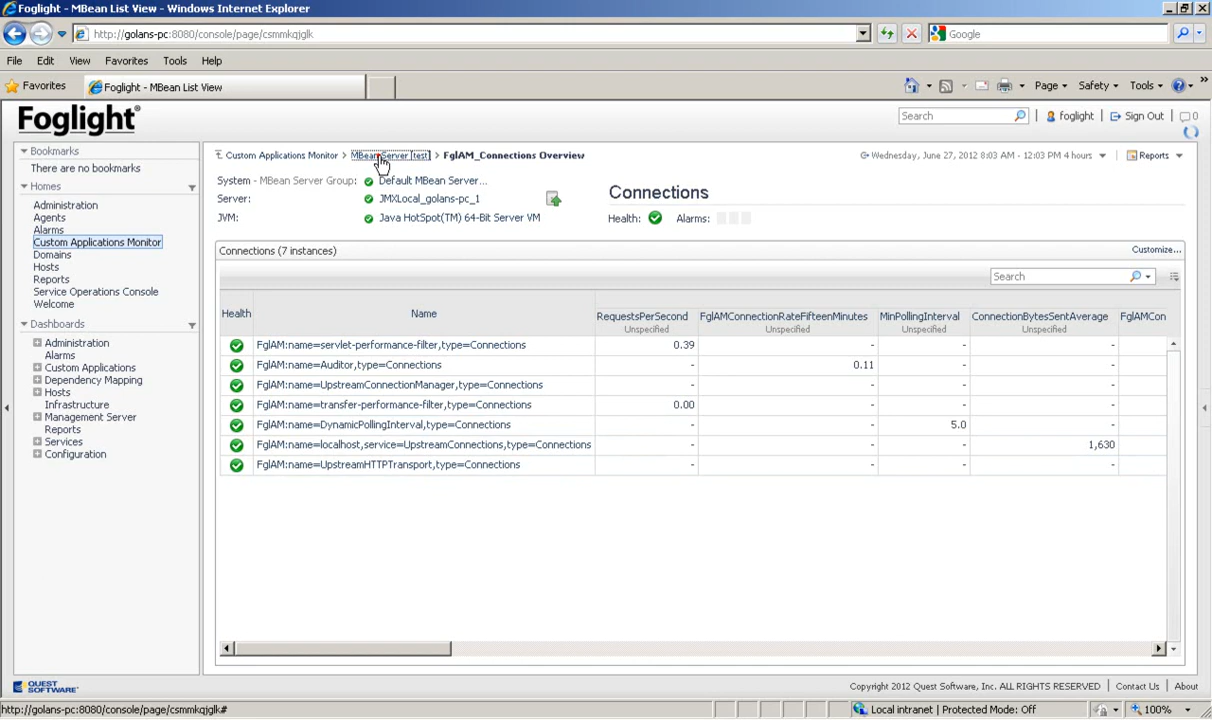 Foglight - MBean List View - Windows Internet Explorer
http://golans-pc:8080/console/page/csmmkqjglk
Google
File Edit View Favorites Tools Help
Favorites Foglight - MBean List View Page Safety Tools
Foglight
Search foglight Sign Out 0
Bookmarks
There are no bookmarks
Homes
Administration
Agents
Alarms
Custom Applications Monitor
Domains
Hosts
Reports
Service Operations Console
Welcome
Dashboards
Administration
Alarms
Custom Applications
Dependency Mapping
Hosts
Infrastructure
Management Server
Reports
Services
Configuration
Custom Applications Monitor > MBean Server [test] > FglAM_Connections Overview
Wednesday, June 27, 2012 8:03 AM - 12:03 PM 4 hours Reports
System - MBean Server Group: Default MBean Server...
Server: JMXLocal_golans-pc_1
JVM: Java HotSpot(TM) 64-Bit Server VM
Connections
Health: Alarms:
Connections (7 instances) Customize...
Search
Health Name RequestsPerSecond FglAMConnectionRateFifteenMinutes MinPollingInterval ConnectionBytesSentAverage FglAMCon
Unspecified Unspecified Unspecified Unspecified
FglAM:name=servlet-performance-filter,type=Connections 0.39 - - -
FglAM:name=Auditor,type=Connections - 0.11 - -
FglAM:name=UpstreamConnectionManager,type=Connections - - - -
FglAM:name=transfer-performance-filter,type=Connections 0.00 - - -
FglAM:name=DynamicPollingInterval,type=Connections - - 5.0 -
FglAM:name=localhost,service=UpstreamConnections,type=Connections - - - 1,630
FglAM:name=UpstreamHTTPTransport,type=Connections - - - -
QUEST SOFTWARE
Copyright 2012 Quest Software, Inc. ALL RIGHTS RESERVED | Contact Us | About
http://golans-pc:8080/console/page/csmmkqjglk# Local intranet | Protected Mode: Off 100%